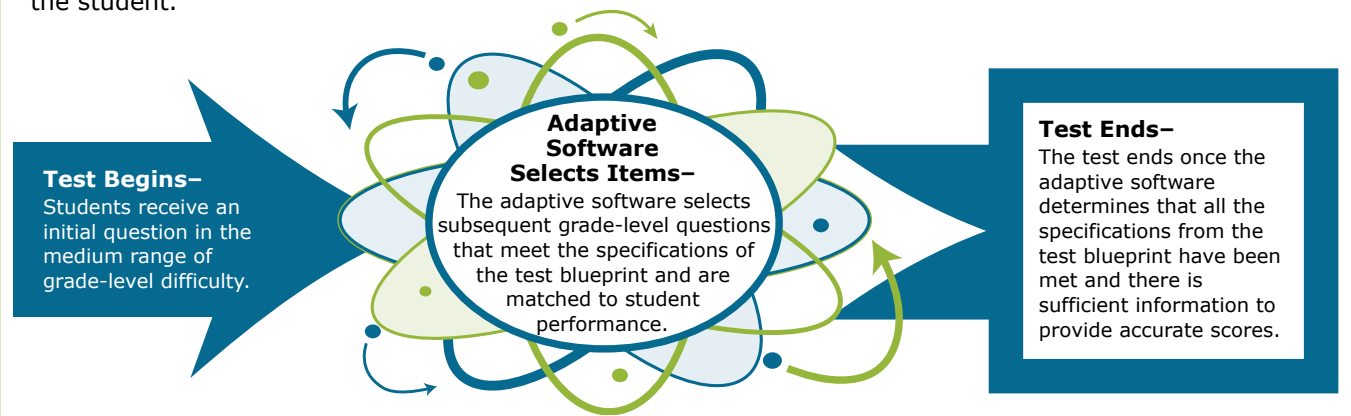 the student.
Test Begins–
Students receive an
initial question in the
medium range of
grade-level difficulty.
Adaptive
Software
Selects Items–
The adaptive software selects
subsequent grade-level questions
that meet the specifications of
the test blueprint and are
matched to student
performance.
Test Ends–
The test ends once the
adaptive software
determines that all the
specifications from the
test blueprint have been
met and there is
sufficient information to
provide accurate scores.